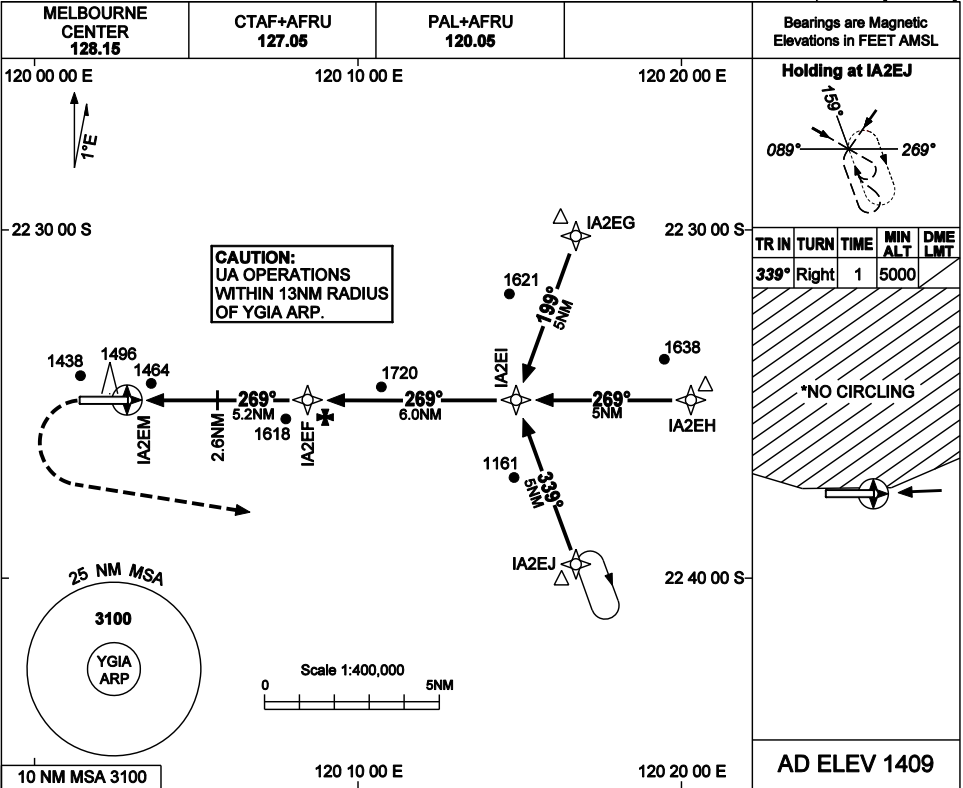 MELBOURNE
CENTER
128.15
CTAF+AFRU
127.05
PAL+AFRU
120.05
Bearings are Magnetic
Elevations in FEET AMSL
120 00 00 E
120 10 00 E
120 20 00 E
1°E
22 30 00 S
22 30 00 S
Holding at IA2EJ
159°
089°
269°
TR IN
TURN
TIME
MIN
ALT
DME
LMT
339°
Right
1
5000
CAUTION:
UA OPERATIONS
WITHIN 13NM RADIUS
OF YGIA ARP.
IA2EG
1621
199°
5NM
IA2EI
1638
1438
1496
1464
1720
269°
5.2NM
269°
6.0NM
269°
5NM
IA2EM
2.6NM
1618
IA2EF
IA2EH
*NO CIRCLING
1161
339°
5NM
IA2EJ
22 40 00 S
25 NM MSA
3100
YGIA
ARP
Scale 1:400,000
0
5NM
10 NM MSA 3100
120 10 00 E
120 20 00 E
AD ELEV 1409